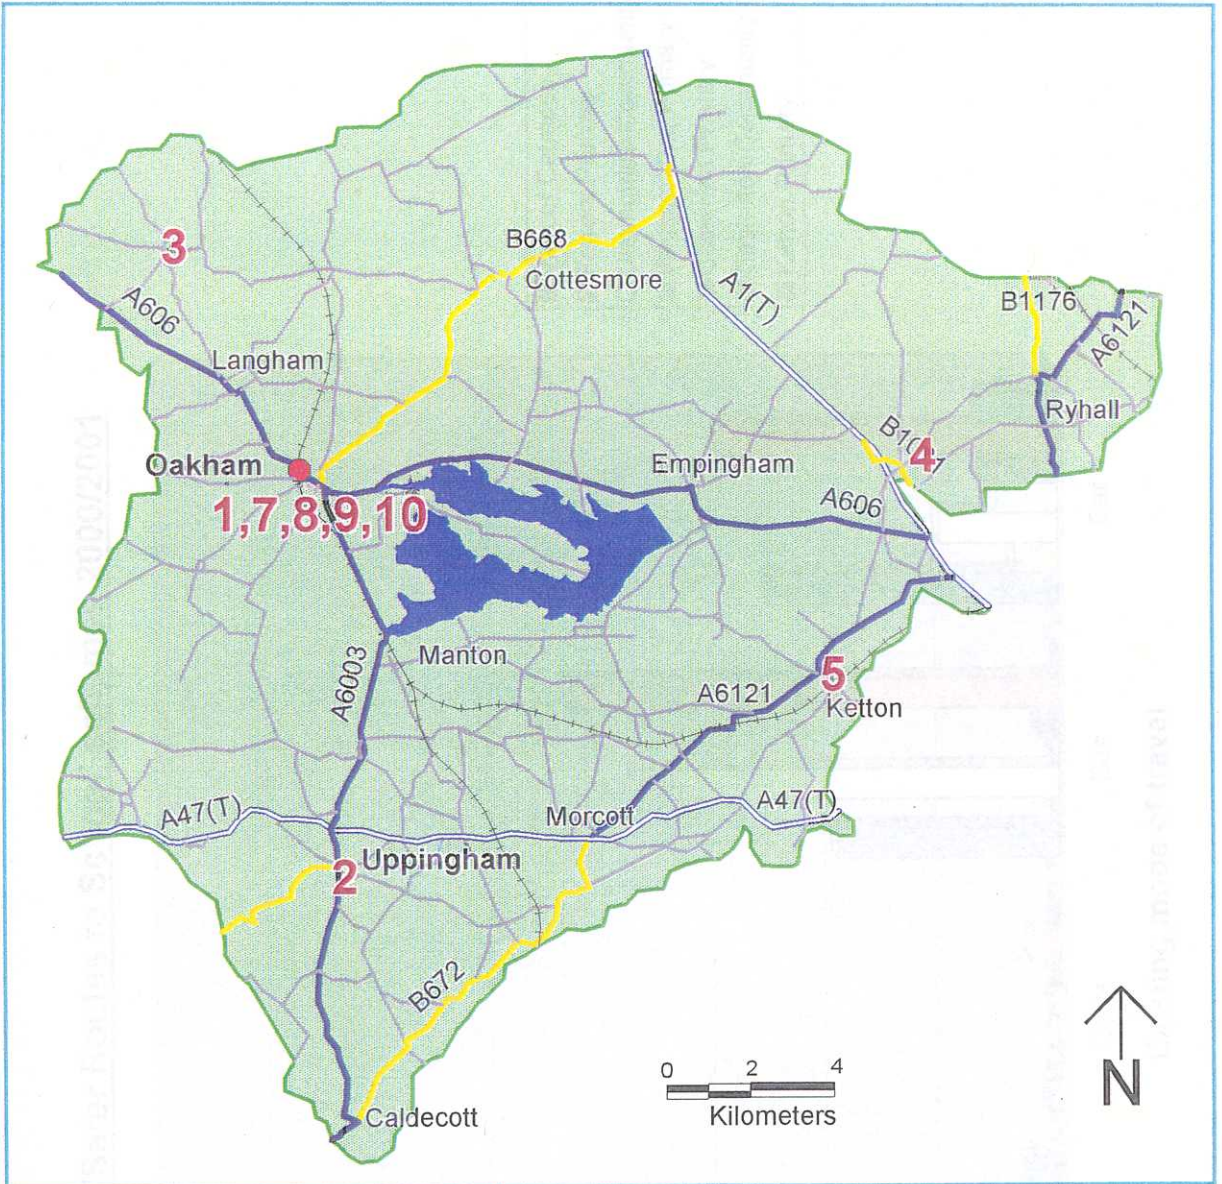 B668
Cottesmore
3
A1(T)
B1176
A6121
A606
Langham
Ryhall
Oakham
Empingham
4
1,7,8,9,10
A606
Manton
A6003
5
A6121
Ketton
A47(T)
Morcott
A47(T)
Uppingham
2
B672
0 2 4
Kilometers
N
Caldecott